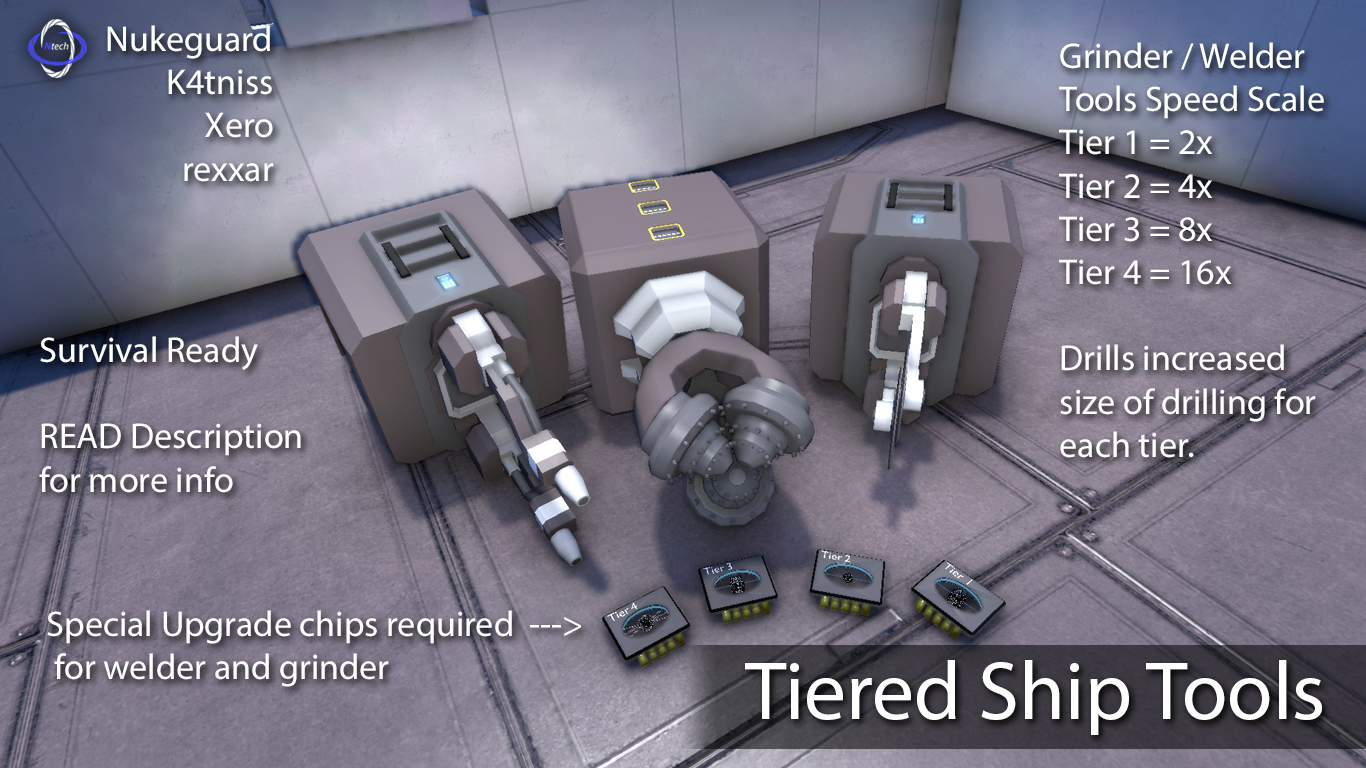 Ntech
Nukeguard
K4tniss
Xero
rexxar
Grinder / Welder
Tools Speed Scale
Tier 1 = 2x
Tier 2 = 4x
Tier 3 = 8x
Tier 4 = 16x
Survival Ready
READ Description
for more info
Drills increased
size of drilling for
each tier.
Special Upgrade chips required --->
for welder and grinder
Tier 4
Tier 3
Tier 2
Tier 1
Tiered Ship Tools